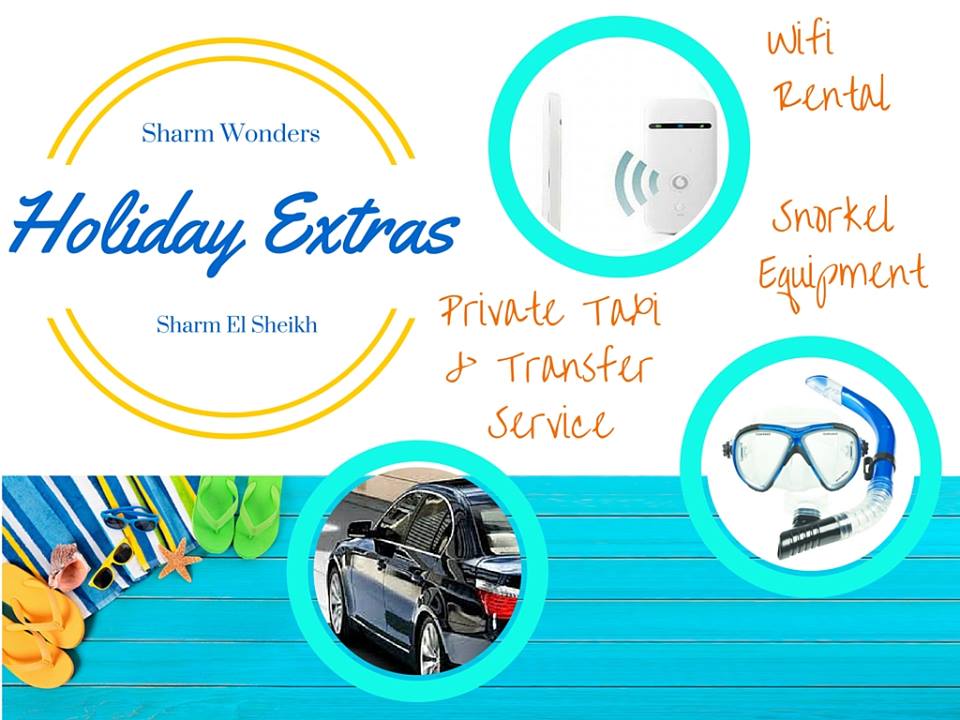 Sharm Wonders
Holiday Extras
Sharm El Sheikh
Wifi
Rental
Snorkel
Equipment
Private Taxi
& Transfer
Service